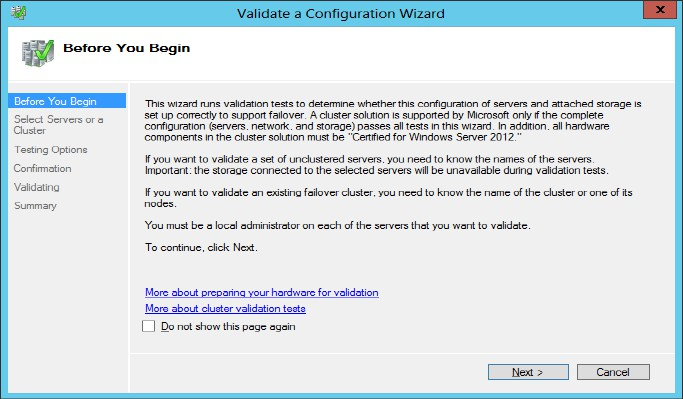 Validate a Configuration Wizard
X
Before You Begin
Before You Begin
Select Servers or a
Cluster
Testing Options
Confirmation
Validating
Summary
This wizard runs validation tests to determine whether this configuration of servers and attached storage is
set up correctly to support failover. A cluster solution is supported by Microsoft only if the complete
configuration (servers, network, and storage) passes all tests in this wizard. In addition, all hardware
components in the cluster solution must be "Certified for Windows Server 2012."
If you want to validate a set of unclustered servers, you need to know the names of the servers.
Important: the storage connected to the selected servers will be unavailable during validation tests.
If you want to validate an existing failover cluster, you need to know the name of the cluster or one of its
nodes.
You must be a local administrator on each of the servers that you want to validate.
To continue, click Next.
More about preparing your hardware for validation
More about cluster validation tests
Do not show this page again
Next >
Cancel